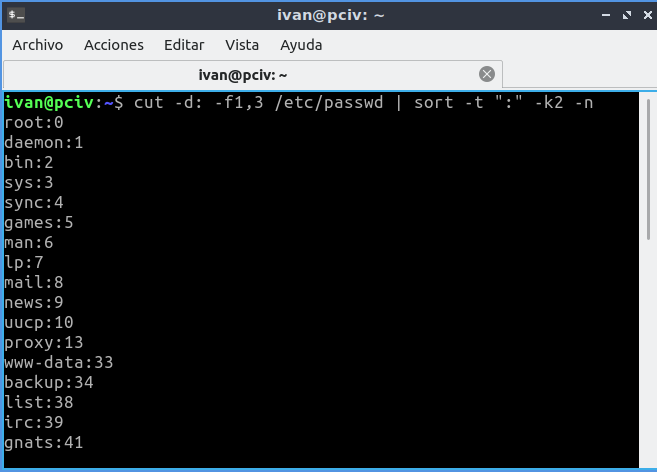 ivan@pciv: ~
Archivo Acciones Editar Vista Ayuda
ivan@pciv: ~
ivan@pciv:~$ cut -d: -f1,3 /etc/passwd | sort -t ":" -k2 -n
root:0
daemon:1
bin:2
sys:3
sync:4
games:5
man:6
lp:7
mail:8
news:9
uucp:10
proxy:13
www-data:33
backup:34
list:38
irc:39
gnats:41